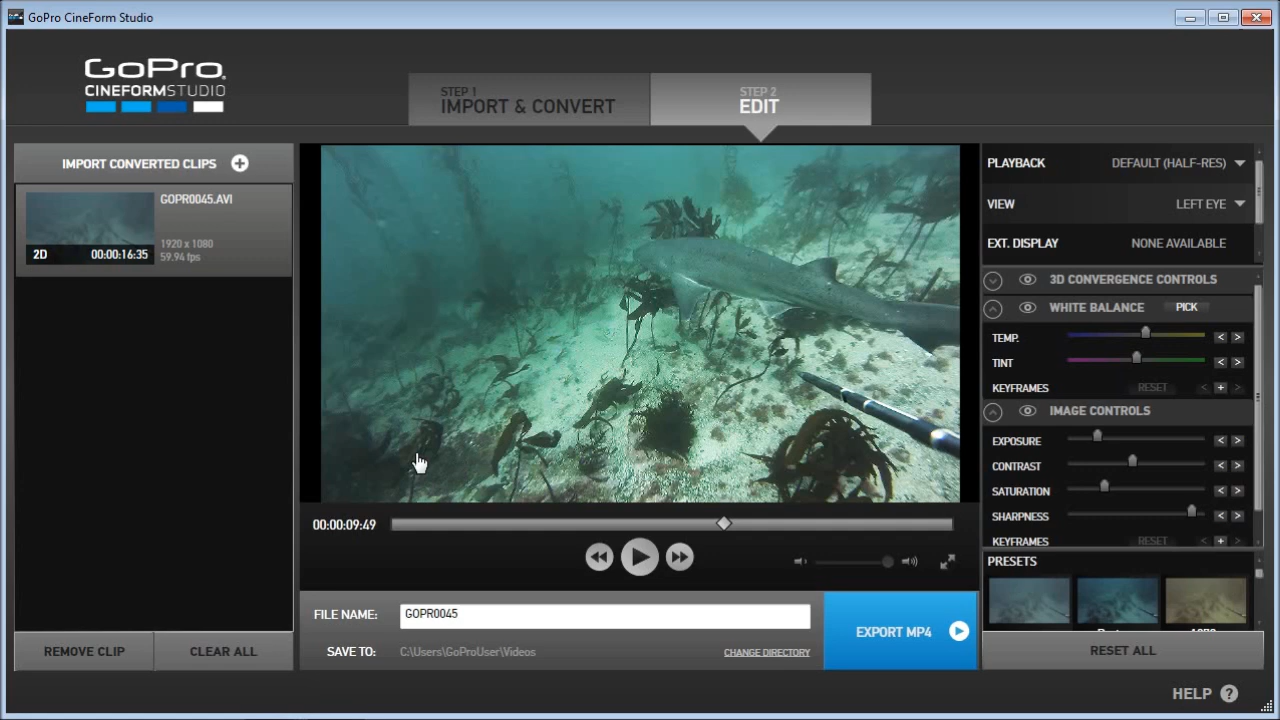 GoPro CineForm Studio
GoPro
CINEFORMSTUDIO
STEP 1
IMPORT & CONVERT
STEP 2
EDIT
IMPORT CONVERTED CLIPS
GOPR0045.AVI
1920 x 1080
59.94 fps
2D 00:00:16:35
PLAYBACK DEFAULT (HALF-RES)
VIEW LEFT EYE
EXT. DISPLAY NONE AVAILABLE
3D CONVERGENCE CONTROLS
WHITE BALANCE PICK
TEMP. < >
TINT < >
KEYFRAMES RESET < + >
IMAGE CONTROLS
EXPOSURE < >
CONTRAST < >
SATURATION < >
SHARPNESS < >
KEYFRAMES RESET < + >
00:00:09:49
PRESETS
FILE NAME: GOPR0045
SAVE TO: C:\Users\GoProUser\Videos CHANGE DIRECTORY
EXPORT MP4
REMOVE CLIP CLEAR ALL
RESET ALL
HELP ?